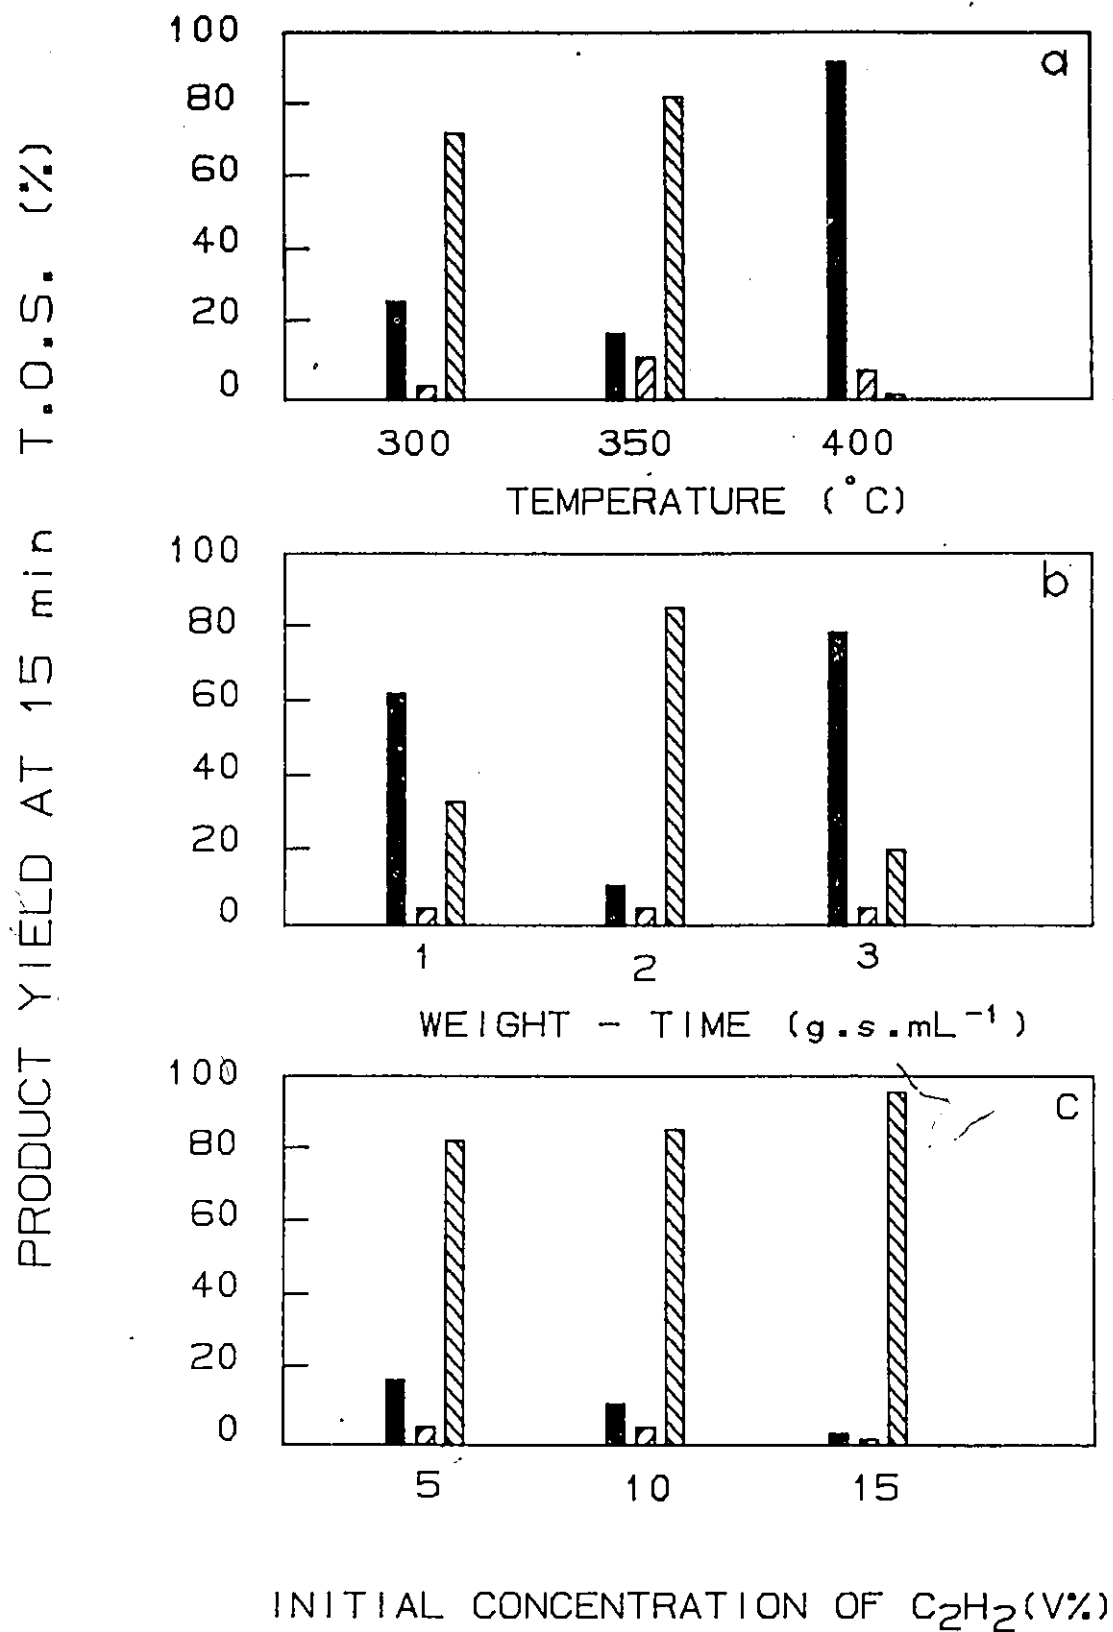 PRODUCT YIELD AT 15 min T.O.S. (%)
100
80
60
40
20
0
a
300 350 400
TEMPERATURE (°C)
100
80
60
40
20
0
b
1 2 3
WEIGHT - TIME (g.s.mL⁻¹)
100
80
60
40
20
0
c
5 10 15
INITIAL CONCENTRATION OF C₂H₂(V%)